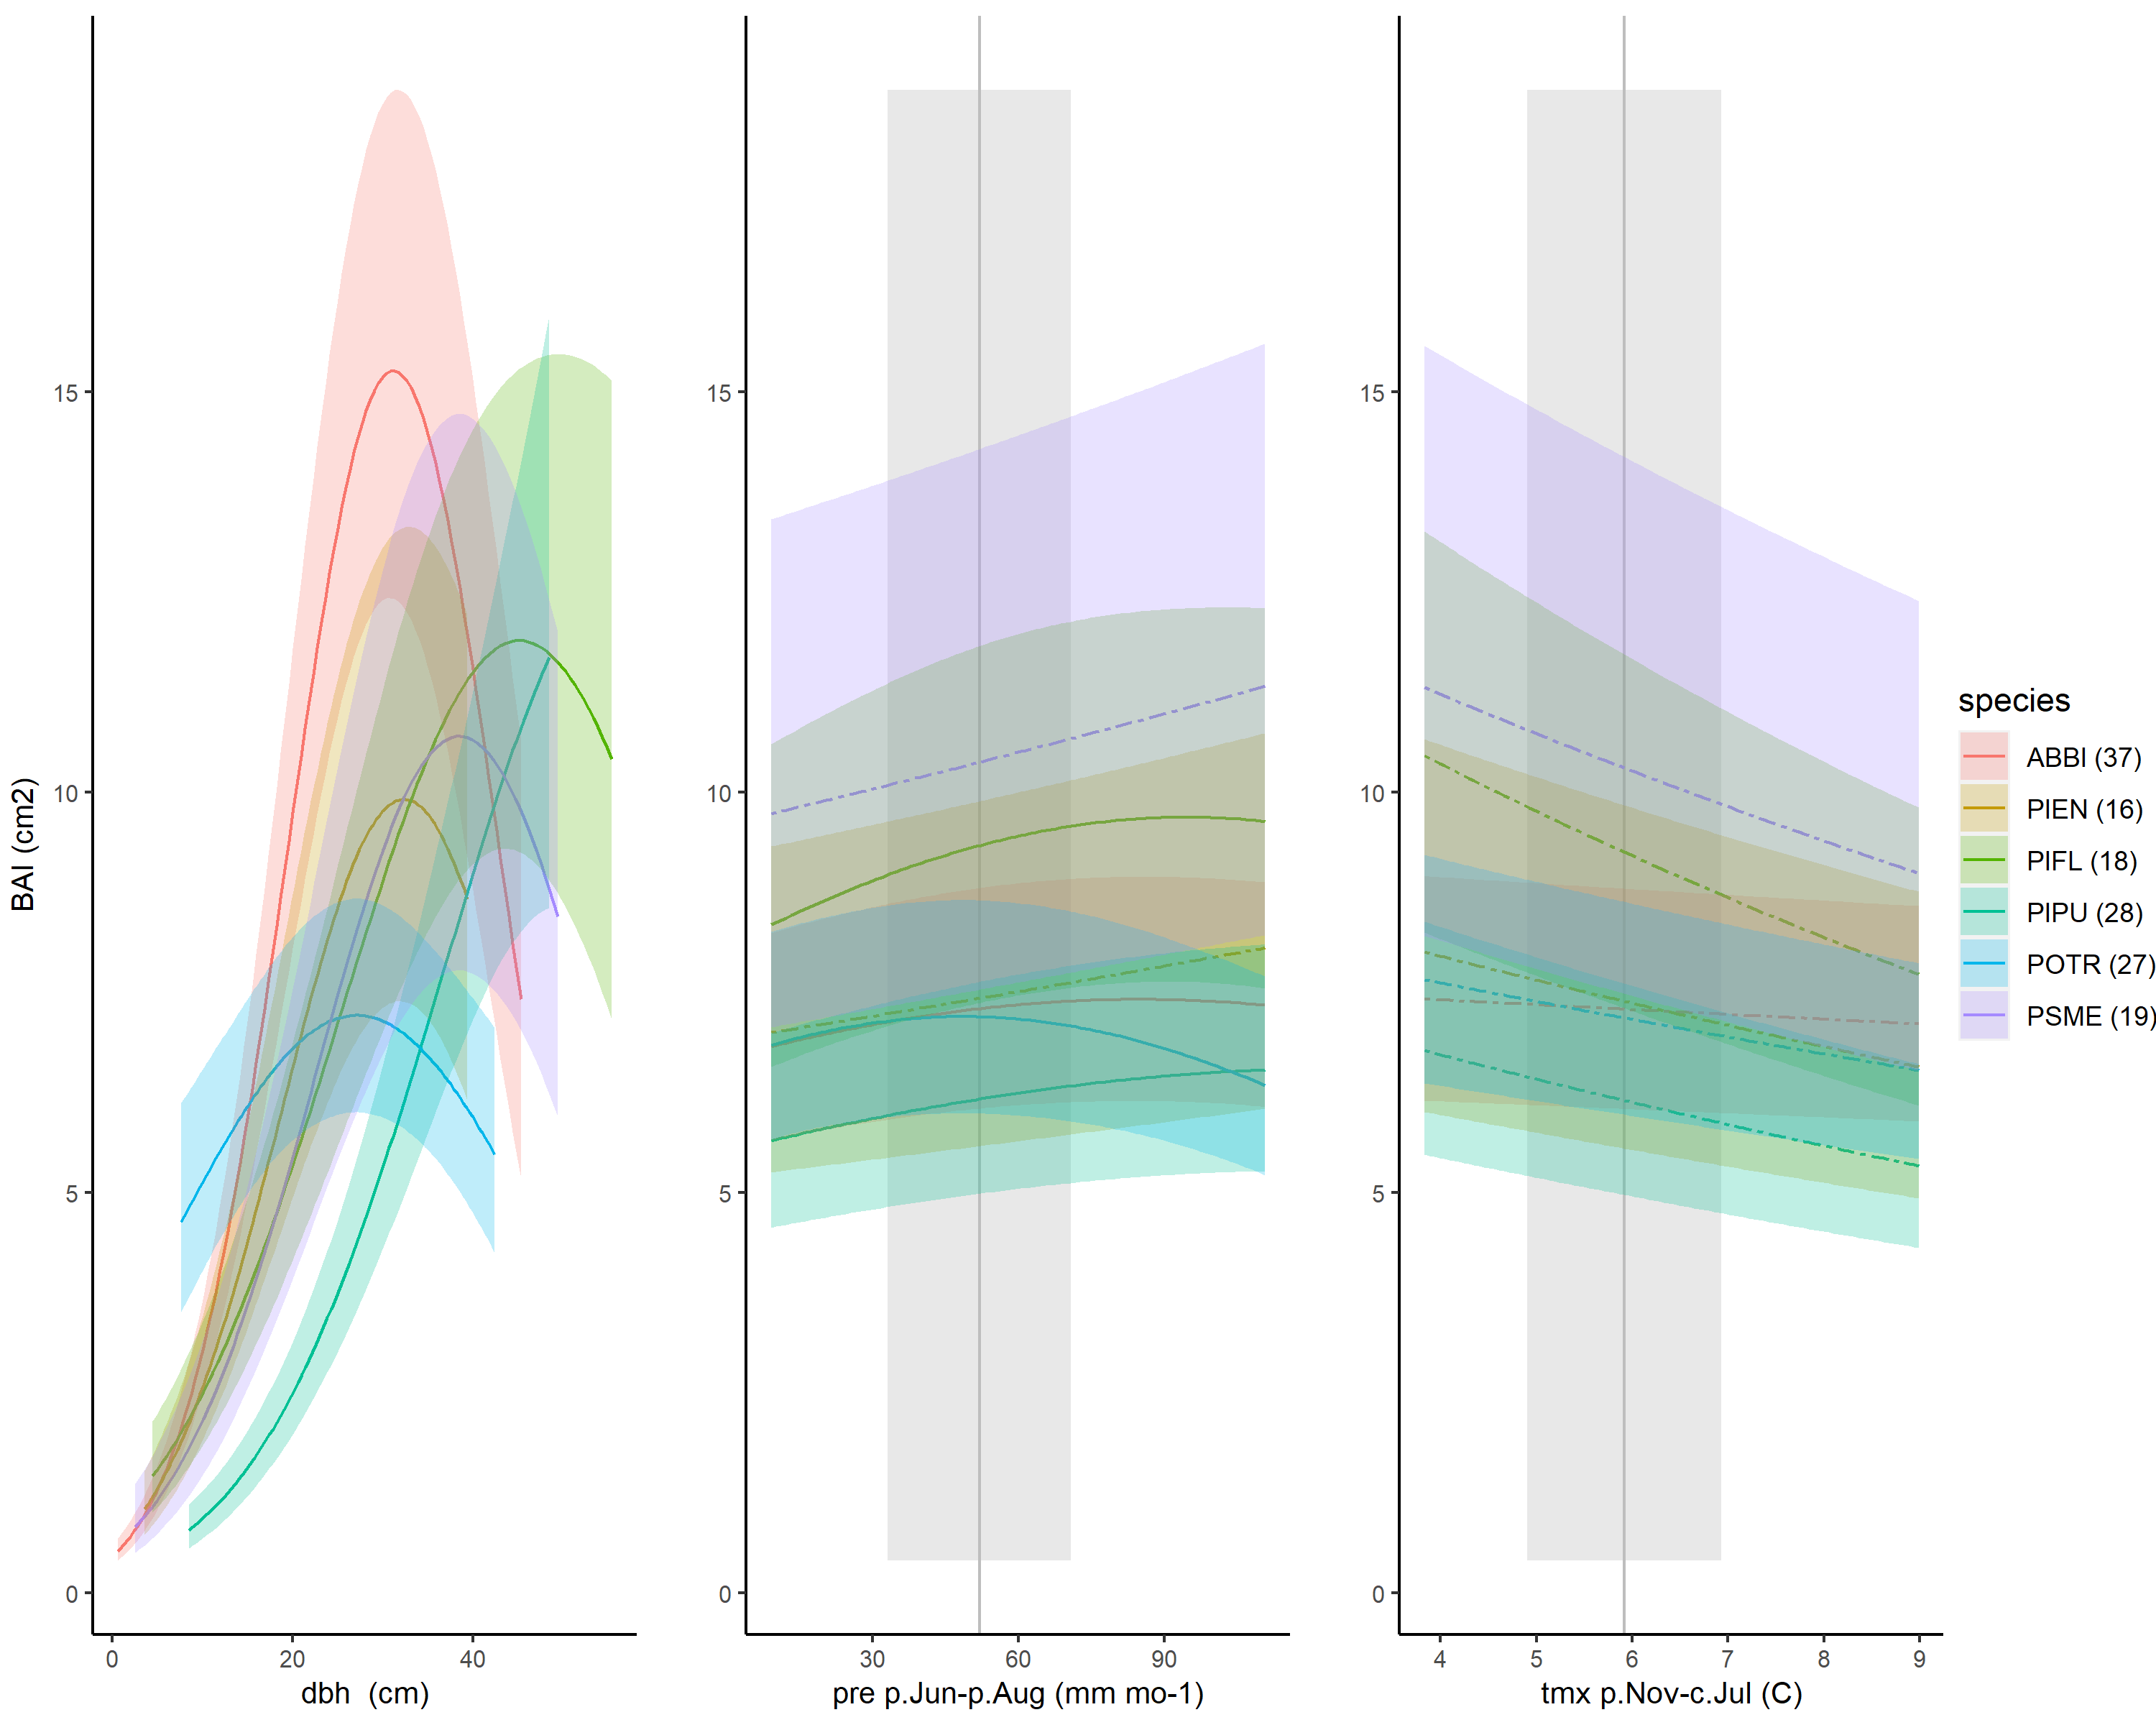 BAI (cm2)
15
10
5
0
0 20 40
dbh  (cm)
15
10
5
0
30 60 90
pre p.Jun-p.Aug (mm mo-1)
15
10
5
0
4 5 6 7 8 9
tmx p.Nov-c.Jul (C)
species
ABBI (37)
PIEN (16)
PIFL (18)
PIPU (28)
POTR (27)
PSME (19)